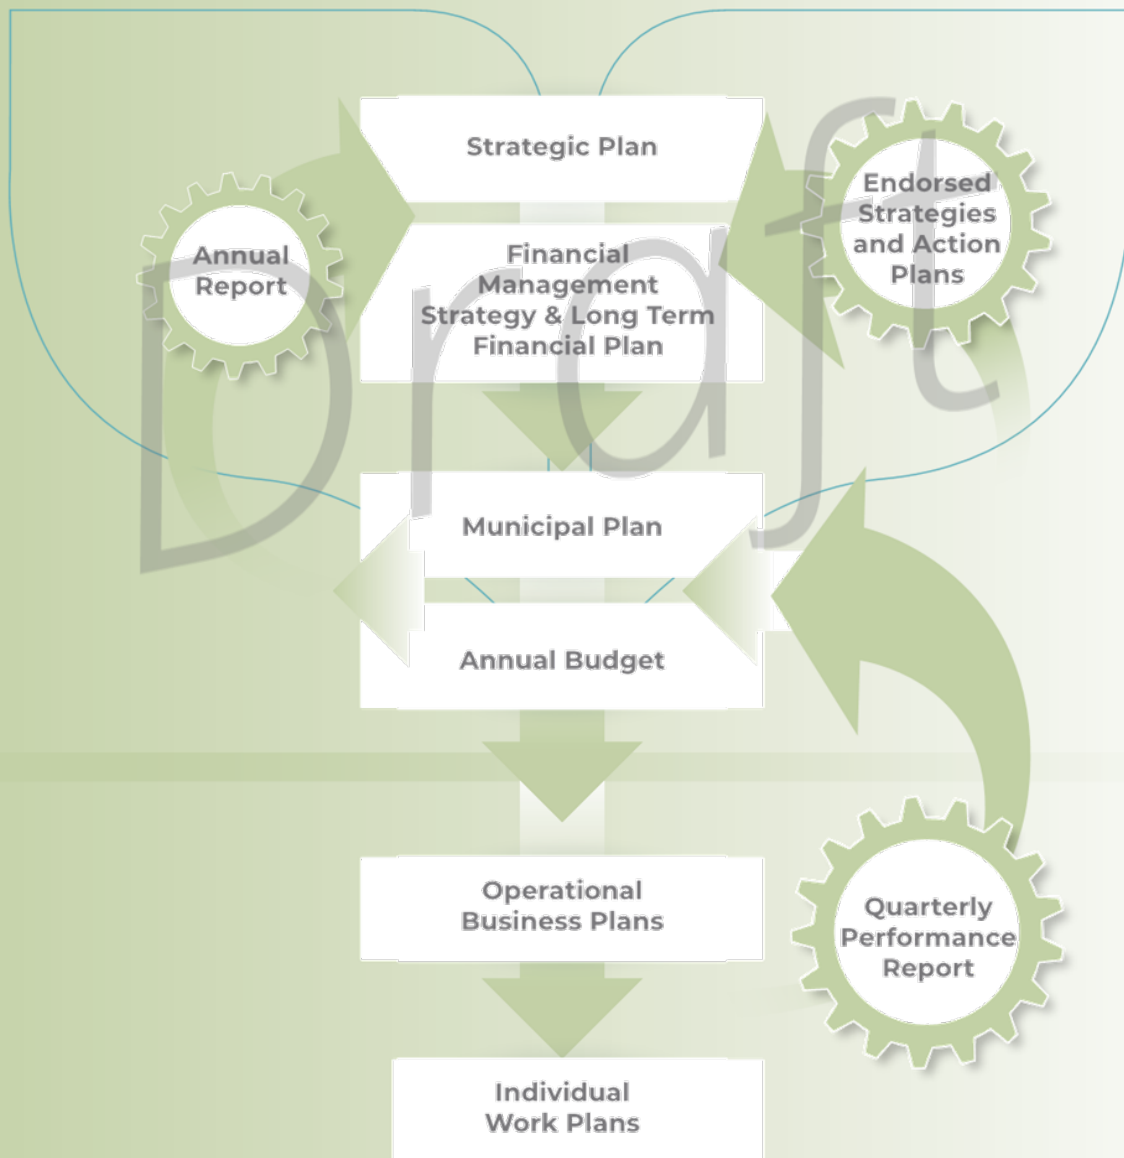 Strategic Plan
Annual
Report
Financial
Management
Strategy & Long Term
Financial Plan
Endorsed
Strategies
and Action
Plans
Draft
Municipal Plan
Annual Budget
Operational
Business Plans
Quarterly
Performance
Report
Individual
Work Plans